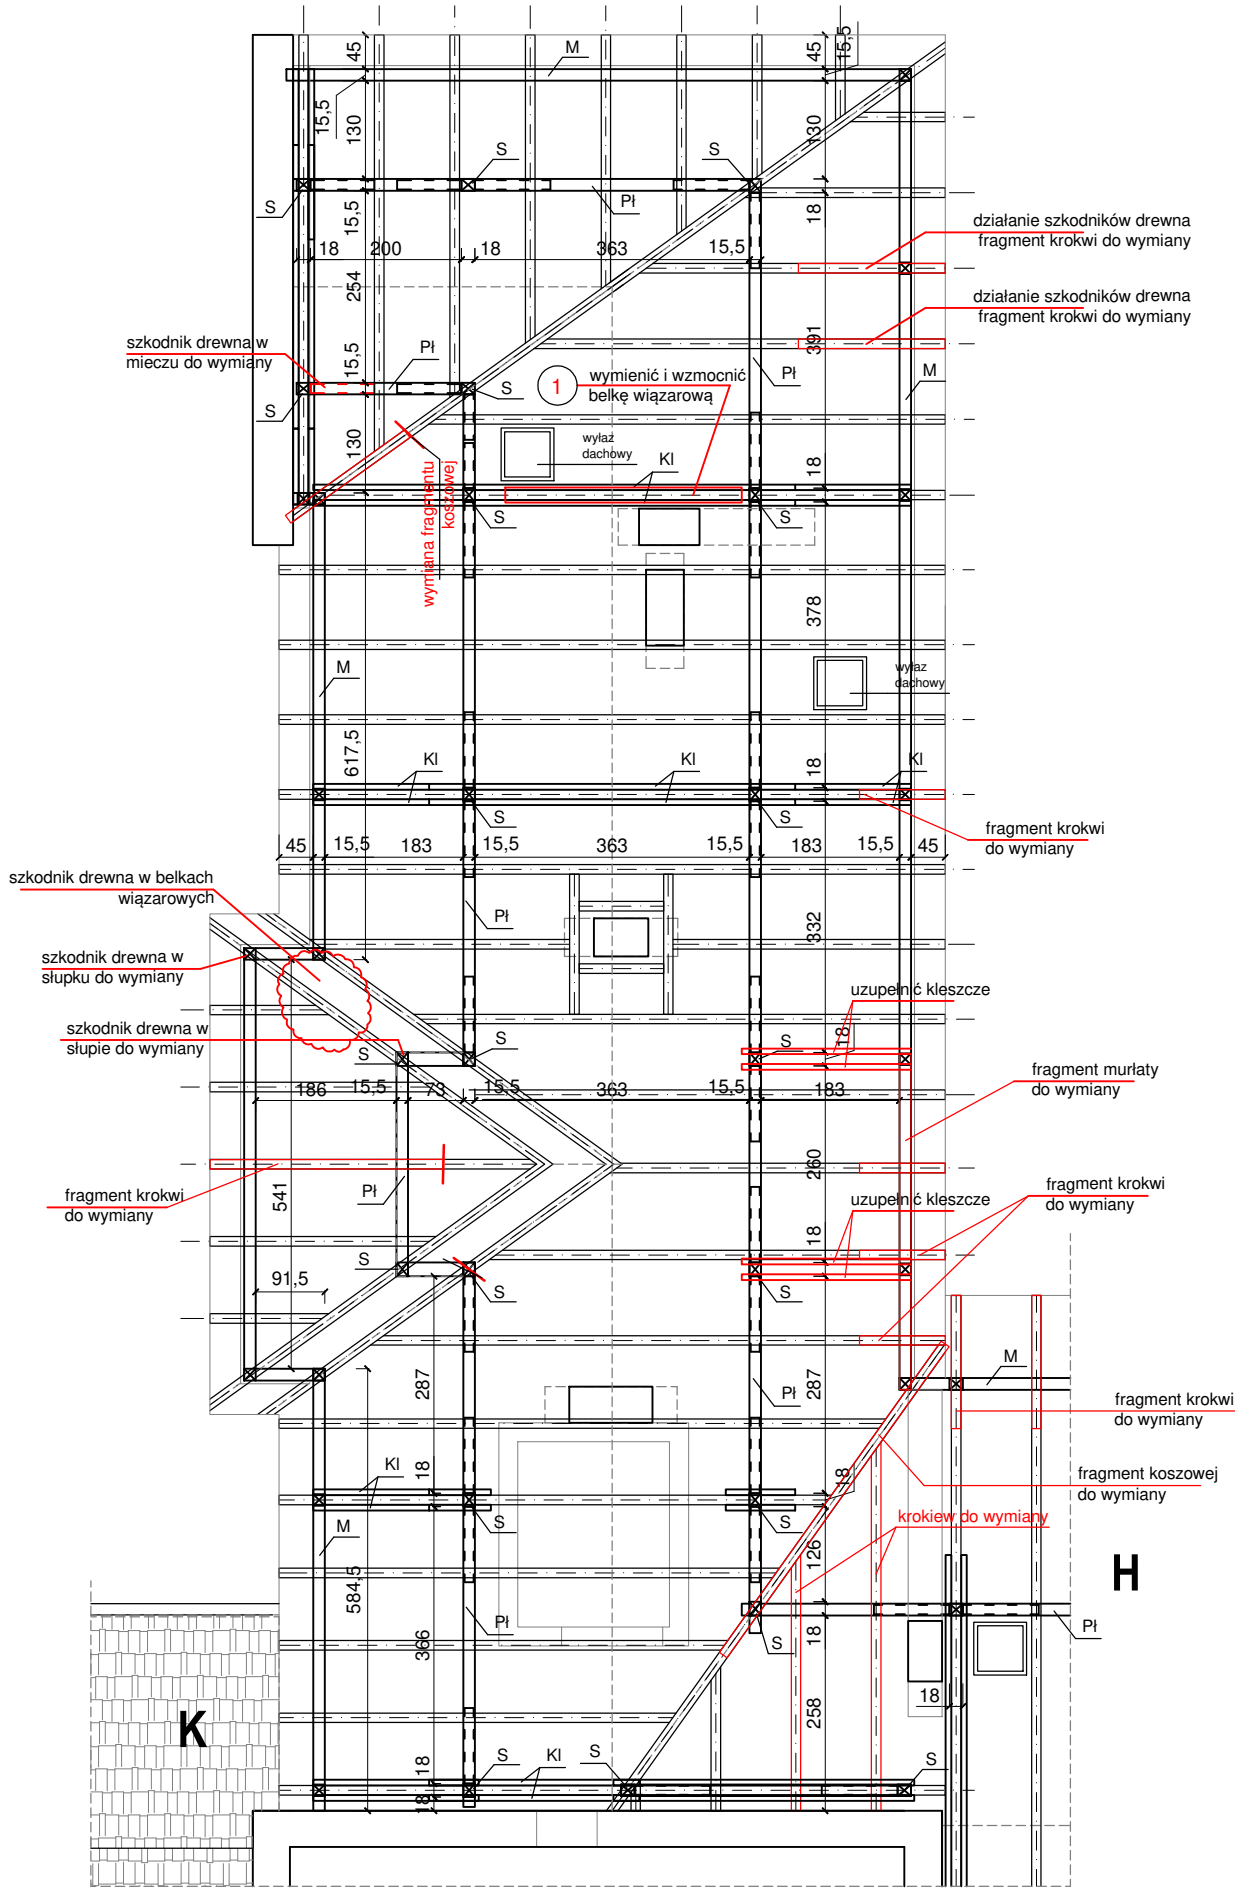 45
M
45
15,5
15,5
130
130
S
S
S
Pł
15,5
18
działanie szkodników drewna
fragment krokwi do wymiany
18
200
18
363
15,5
254
działanie szkodników drewna
fragment krokwi do wymiany
391
szkodnik drewna w
mieczu do wymiany
15,5
Pł
Pł
M
S
S
1
wymienić i wzmocnić
belkę wiązarową
130
wyłaz
dachowy
Kl
18
wymiana fragmentu
koszowej
S
S
378
M
wyłaz
dachowy
617,5
Kl
Kl
18
Kl
S
S
fragment krokwi
do wymiany
45
15,5
183
15,5
363
15,5
183
15,5
45
szkodnik drewna w belkach
wiązarowych
Pł
332
szkodnik drewna w
słupku do wymiany
uzupełnić kleszcze
szkodnik drewna w
słupie do wymiany
S
S
S
18
fragment murłaty
do wymiany
186
15,5
73
15,5
363
15,5
183
260
fragment krokwi
do wymiany
541
Pł
uzupełnić kleszcze
fragment krokwi
do wymiany
18
S
S
S
91,5
287
Pł
287
M
fragment krokwi
do wymiany
Kl
18
18
fragment koszowej
do wymiany
S
S
krokiew do wymiany
M
126
H
584,5
Pł
366
S
18
Pł
18
K
258
18
S
Kl
S
S
18